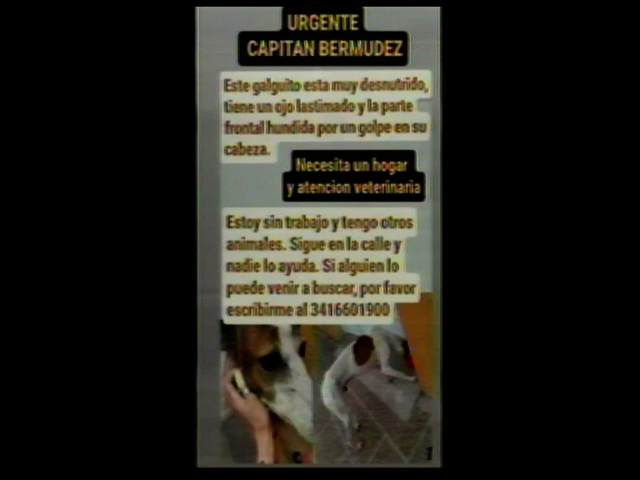 URGENTE
CAPITAN BERMUDEZ
Este galguito esta muy desnutrido,
tiene un ojo lastimado y la parte
frontal hundida por un golpe en su
cabeza.
Necesita un hogar
y atencion veterinaria
Estoy sin trabajo y tengo otros
animales. Sigue en la calle y
nadie lo ayuda. Si alguien lo
puede venir a buscar, por favor
escribirme al 3416601900